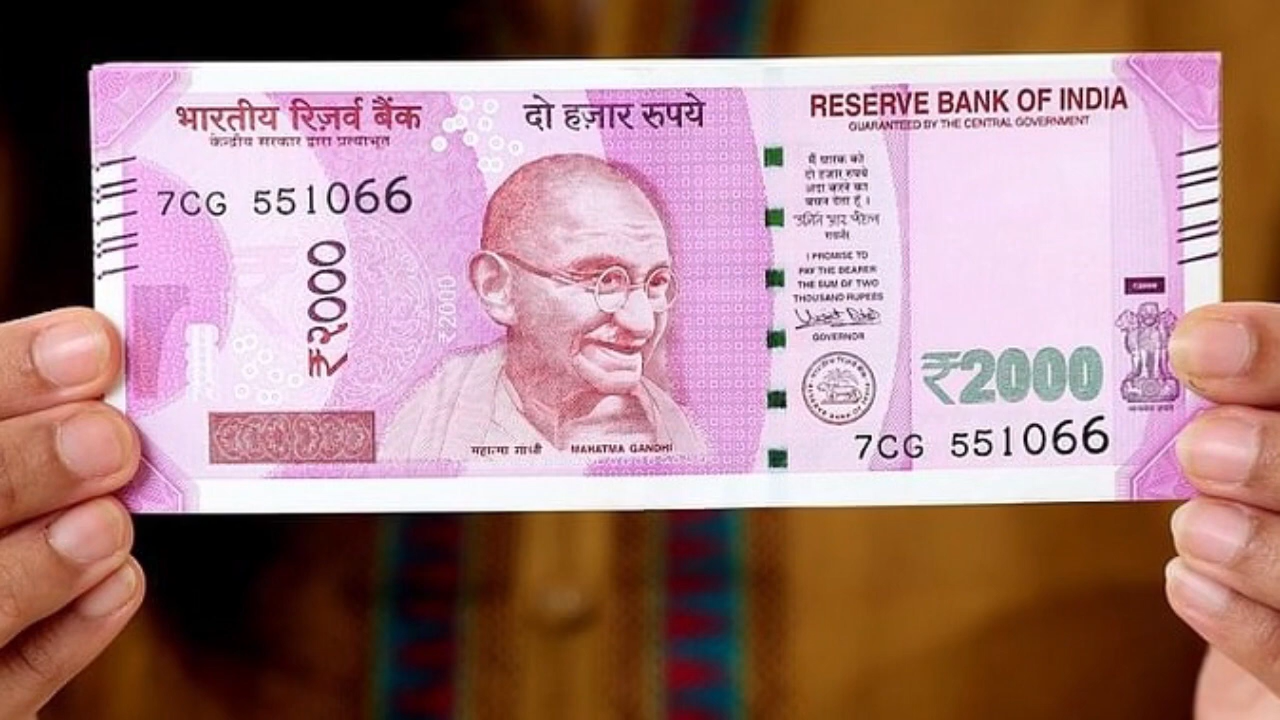 भारतीय रिज़र्व बैंक
केन्द्रीय सरकार द्वारा प्रत्याभूत
7CG 551066
₹२०००
₹2000
महात्मा गांधी
MAHATMA GANDHI
दो हज़ार रुपये
RESERVE BANK OF INDIA
GUARANTEED BY THE CENTRAL GOVERNMENT
मैं धारक को
दो हज़ार रुपये
अदा करने का
वचन देता हूँ ।
I PROMISE TO
PAY THE BEARER
THE SUM OF TWO
THOUSAND RUPEES
GOVERNOR
₹2000
7CG 551066